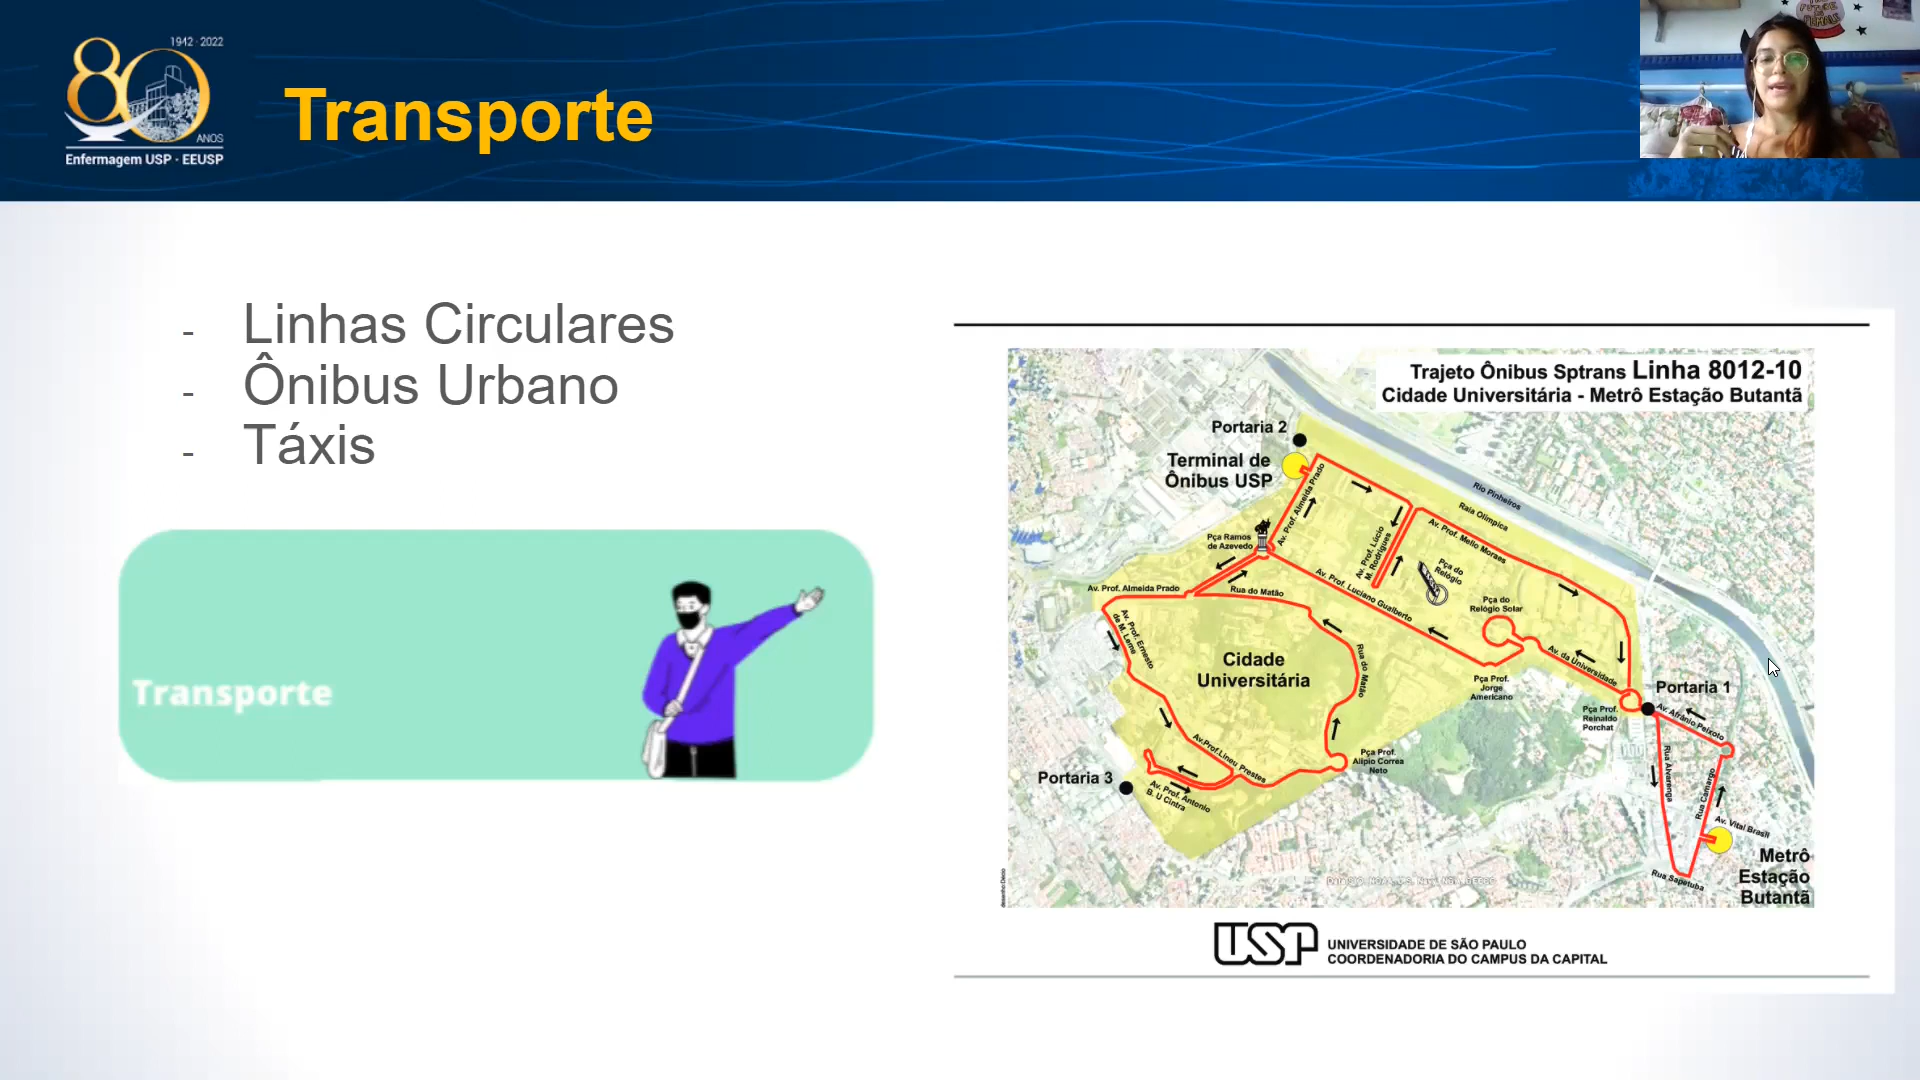 1942 - 2022
80
ANOS
Enfermagem USP · EEUSP
Transporte
- Linhas Circulares
- Ônibus Urbano
- Táxis
Transporte
Trajeto Ônibus Sptrans Linha 8012-10
Cidade Universitária - Metrô Estação Butantã
Portaria 2
Terminal de
Ônibus USP
Rio Pinheiros
Raia Olímpica
Av. Prof. Almeida Prado
Pça Ramos
de Azevedo
Av. Prof. Lúcio
M. Rodrigues
Av. Prof. Mello Moraes
Pça do
Relógio
Av. Prof. Almeida Prado
Rua do Matão
Av. Prof. Luciano Gualberto
Pça do
Relógio Solar
Av. Prof. Ernesto
de M. Leme
Cidade
Universitária
Rua do Matão
Av. da Universidade
Pça Prof.
Jorge
Americano
Portaria 1
Pça Prof.
Reinaldo
Porchat
Av. Afrânio Peixoto
Av.Prof.Lineu Prestes
Pça Prof.
Alípio Correa
Neto
Rua Alvarenga
Rua Camargo
Portaria 3
Av. Prof. Antonio
B. U Cintra
Av. Vital Brasil
Rua Sapetuba
Metrô
Estação
Butantã
USP
UNIVERSIDADE DE SÃO PAULO
COORDENADORIA DO CAMPUS DA CAPITAL